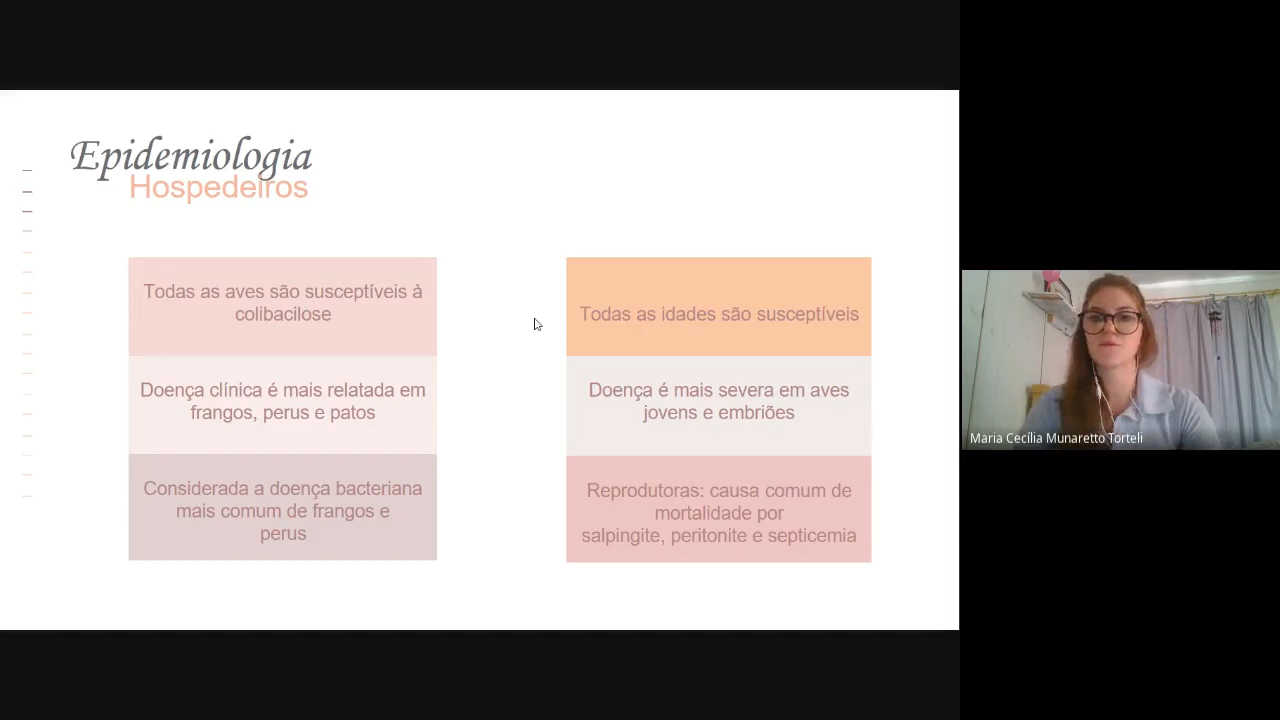 Epidemiologia
Hospedeiros
Todas as aves são susceptíveis à
colibacilose
Doença clínica é mais relatada em
frangos, perus e patos
Considerada a doença bacteriana
mais comum de frangos e
perus
Todas as idades são susceptíveis
Doença é mais severa em aves
jovens e embriões
Reprodutoras: causa comum de
mortalidade por
salpingite, peritonite e septicemia
Maria Cecília Munaretto Torteli